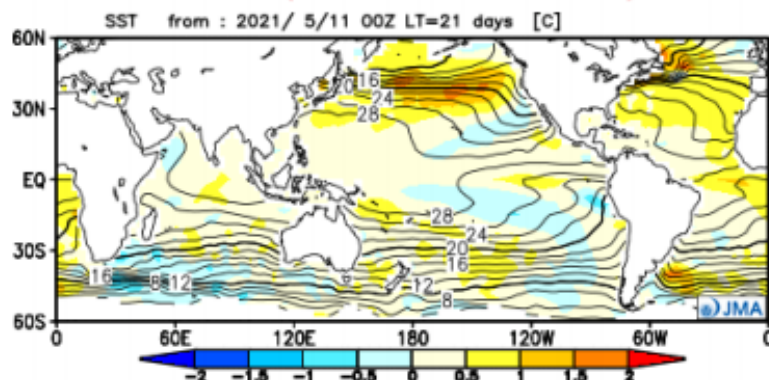 SST from : 2021/ 5/11 00Z LT=21 days [C]
60N
20 16
30N 24
28
EQ
28
24
30S 20
16 16
8 12 12
8
JMA
60S
0 60E 120E 180 120W 60W 0
-2 -1.5 -1 -0.5 0 0.5 1 1.5 2